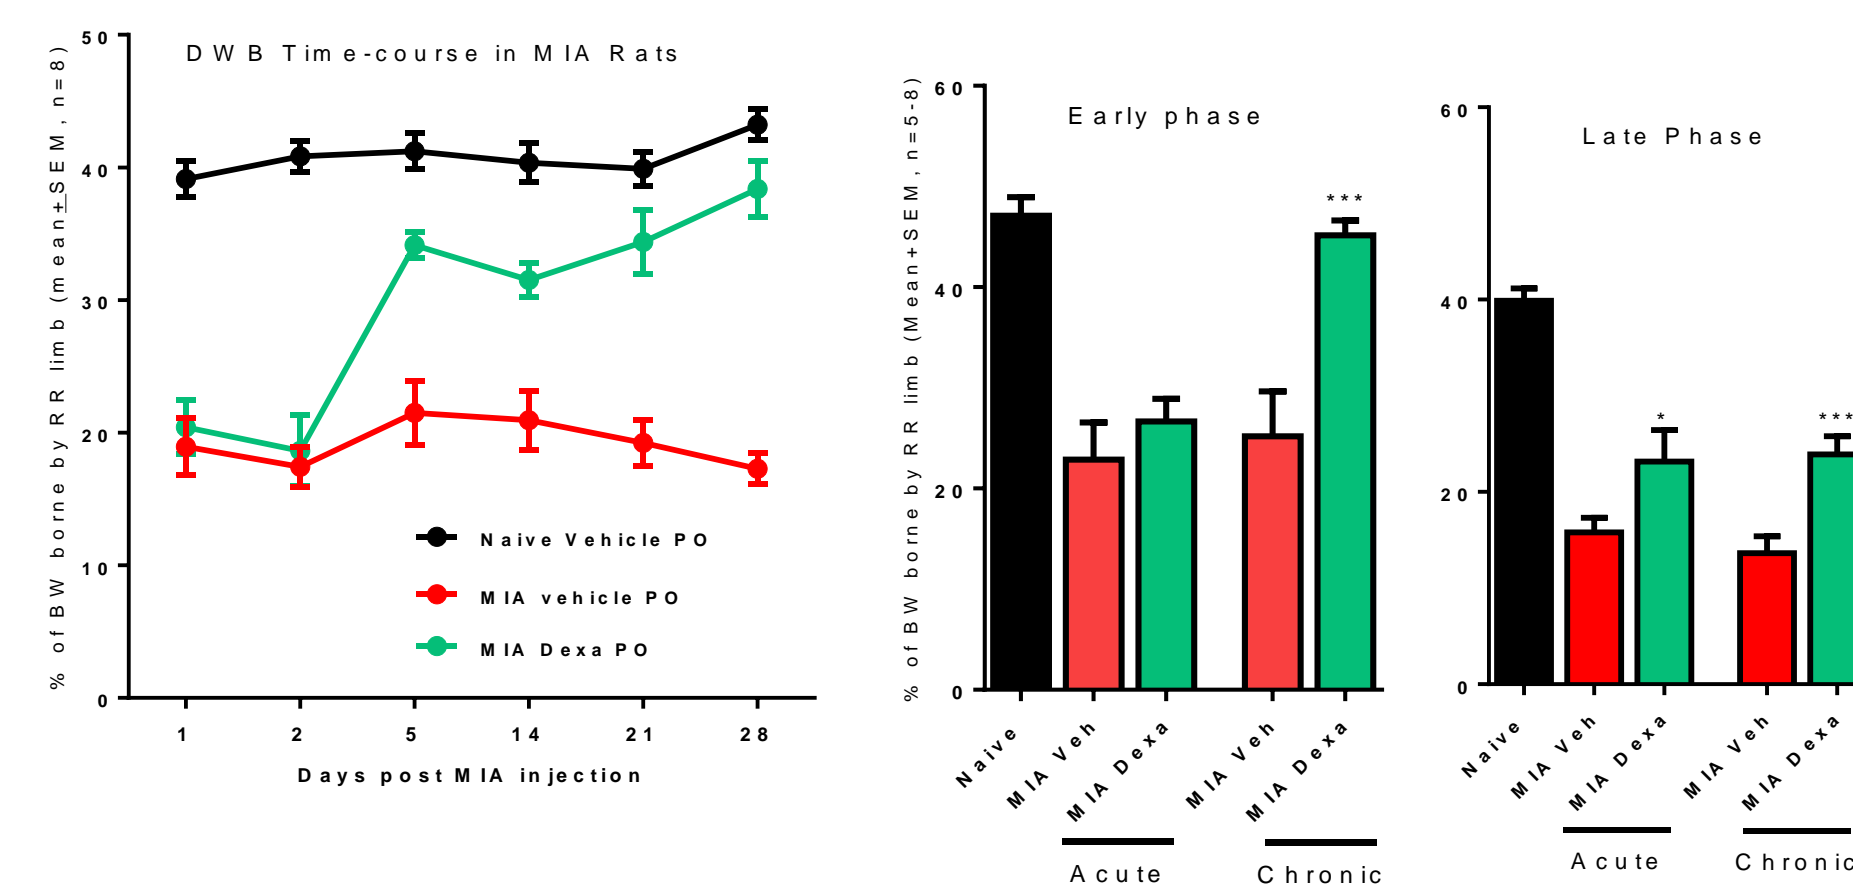 DWB Time-course in MIA Rats
% of BW borne by RR limb (mean±SEM, n=8)
50
40
30
20
10
0
Naive Vehicle PO
MIA vehicle PO
MIA Dexa PO
1 2 5 14 21 28
Days post MIA injection
Early phase
% of BW borne by RR limb (Mean+SEM, n=5-8)
60
40
20
0
***
Naive
MIA Veh
MIA Dexa
MIA Veh
MIA Dexa
Acute
Chronic
Late Phase
60
40
20
0
*
***
Naive
MIA Veh
MIA Dexa
MIA Veh
MIA Dexa
Acute
Chronic